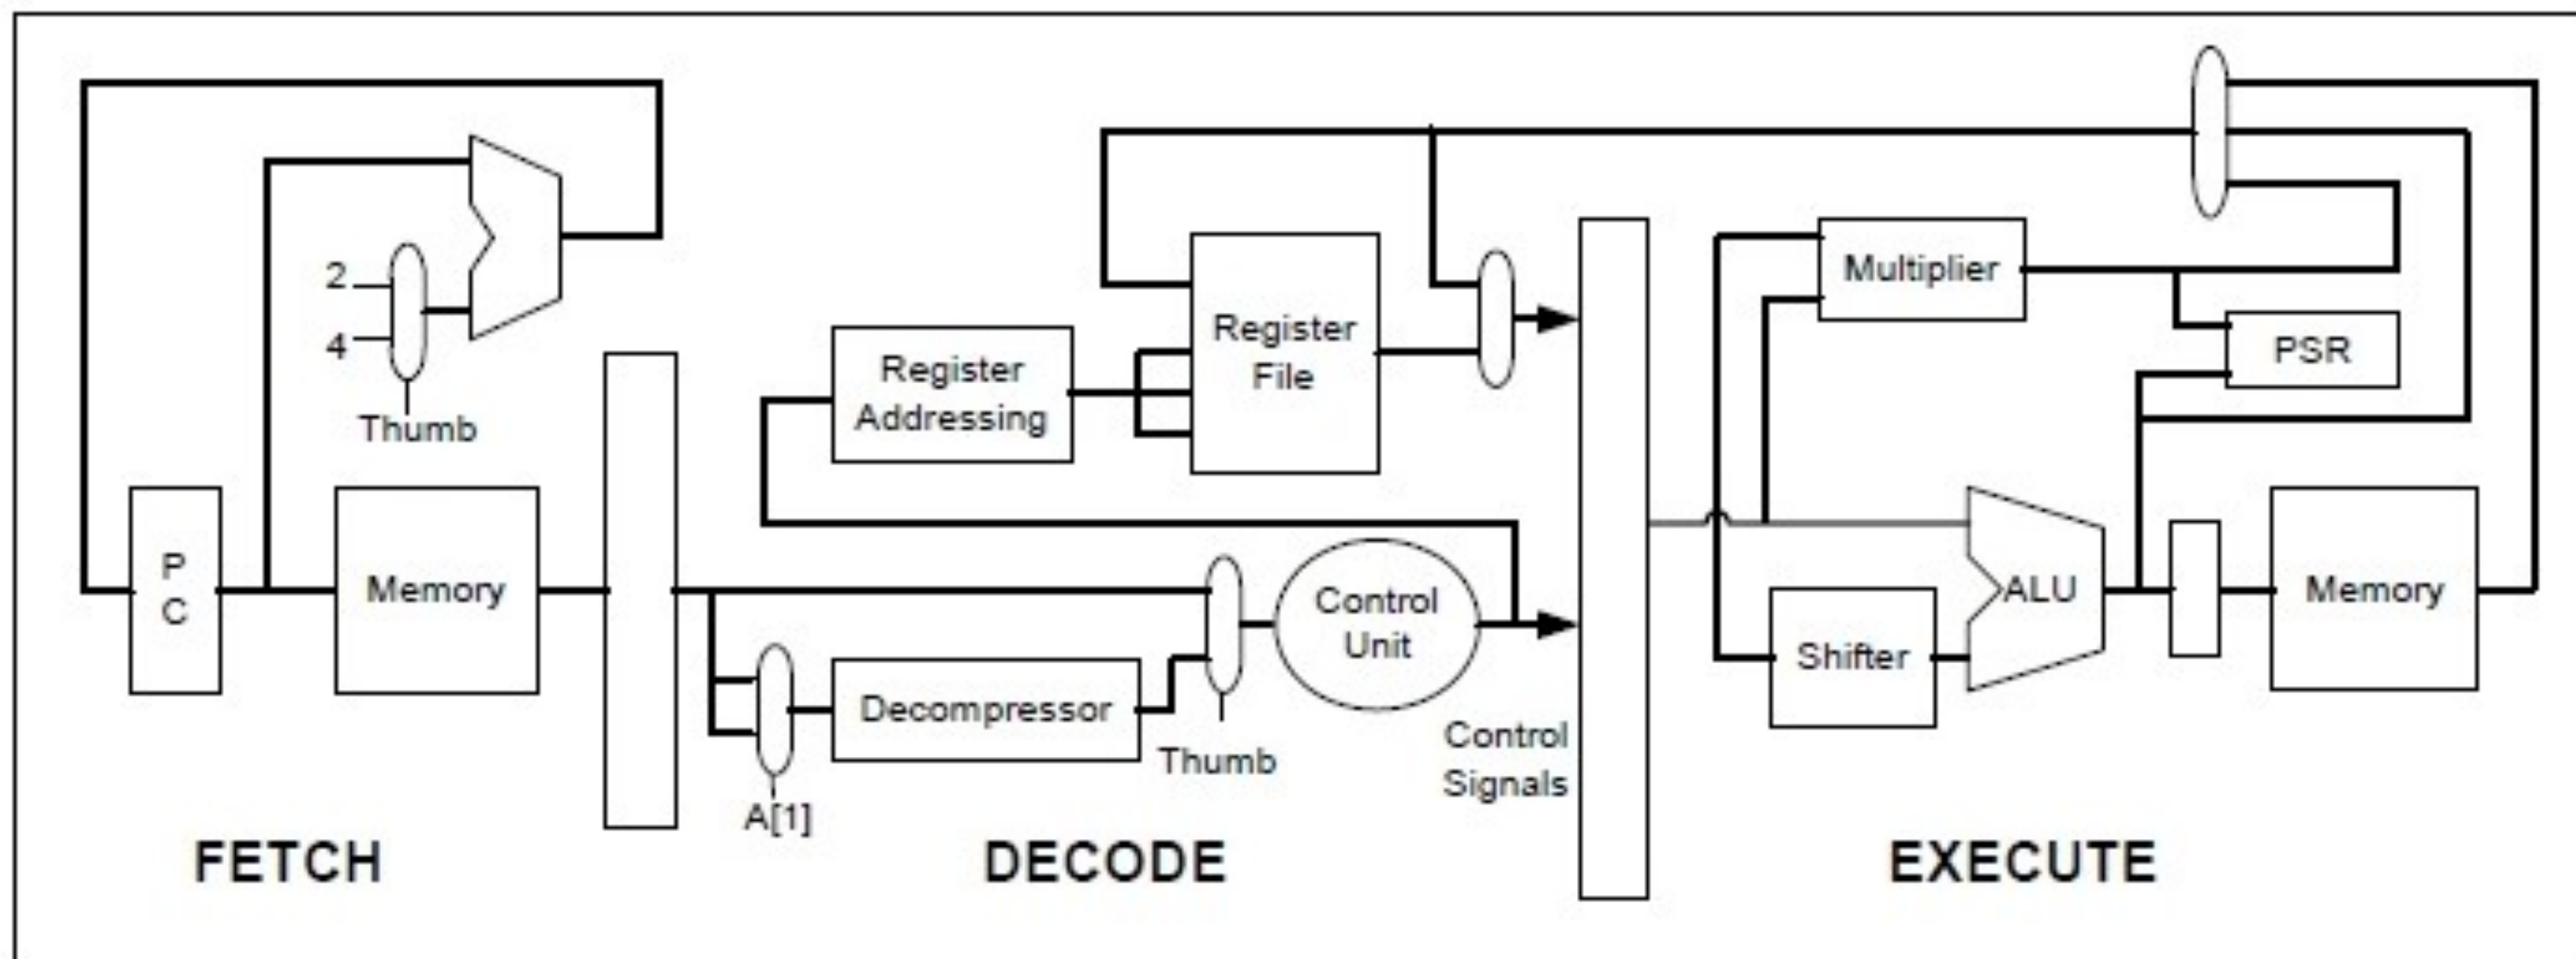 2
4
Thumb
P
C
Memory
Register
Addressing
Register
File
Decompressor
A[1]
Thumb
Control
Unit
Control
Signals
Multiplier
PSR
ALU
Shifter
Memory
FETCH
DECODE
EXECUTE